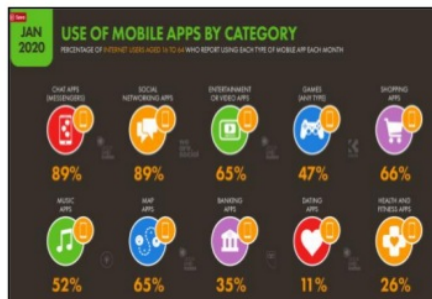 Save
JAN
2020
USE OF MOBILE APPS BY CATEGORY
PERCENTAGE OF INTERNET USERS AGED 16 TO 64 WHO REPORT USING EACH TYPE OF MOBILE APP EACH MONTH
CHAT APPS
(MESSENGERS)
89%
SOCIAL
NETWORKING APPS
89%
ENTERTAINMENT
OR VIDEO APPS
65%
GAMES
(ANY TYPE)
47%
SHOPPING
APPS
66%
MUSIC
APPS
52%
MAP
APPS
65%
BANKING
APPS
35%
DATING
APPS
11%
HEALTH AND
FITNESS APPS
26%